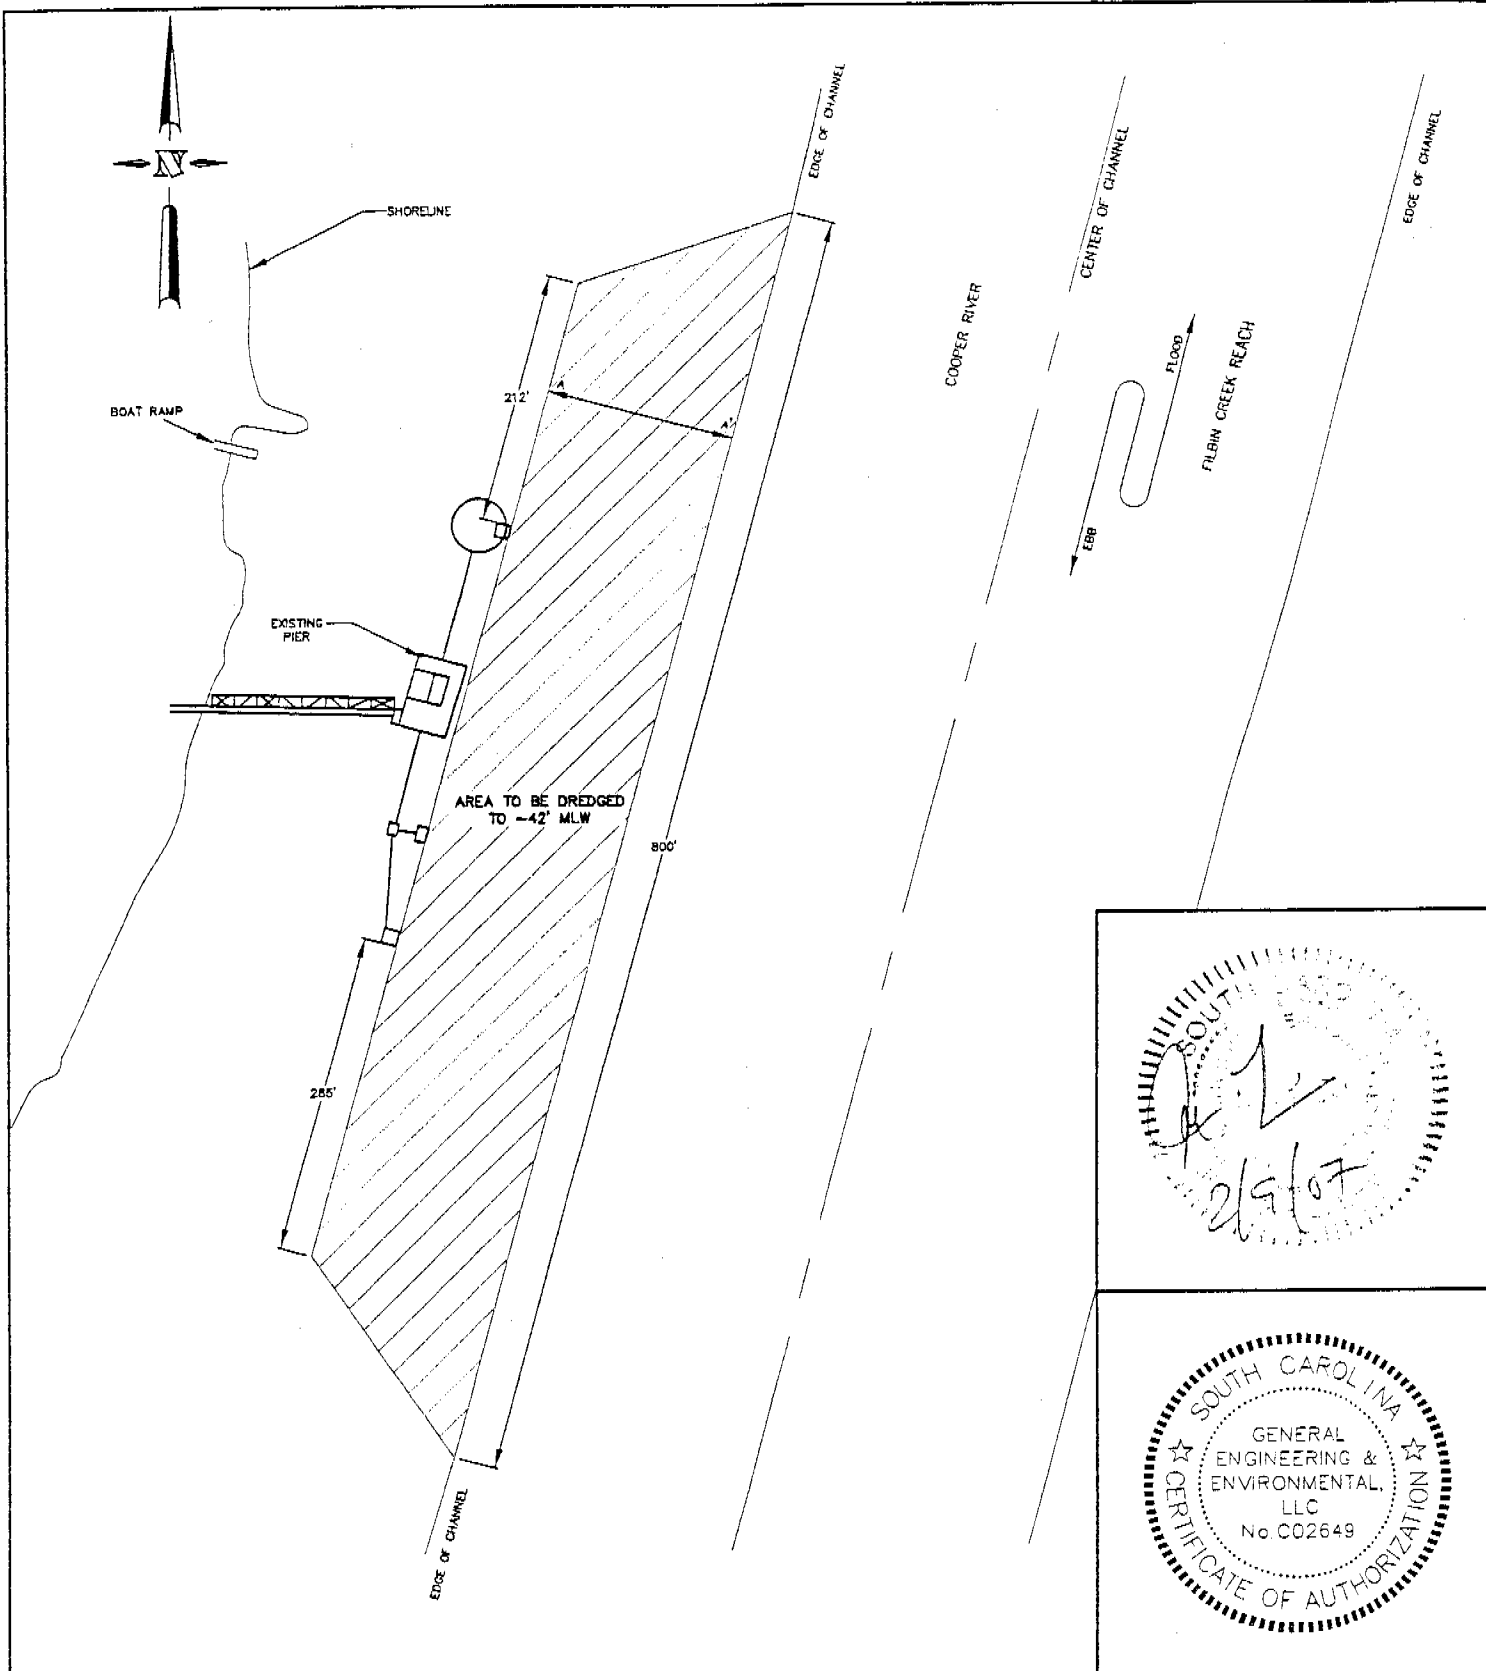 N
SHORELINE
BOAT RAMP
EXISTING
PIER
212'
A
A'
AREA TO BE DREDGED
TO -42' MLW
800'
285'
EDGE OF CHANNEL
EDGE OF CHANNEL
COOPER RIVER
CENTER OF CHANNEL
EDGE OF CHANNEL
FLOOD
EBB
FILBIN CREEK REACH
SOUTH
2/9/07
SOUTH CAROLINA
GENERAL
ENGINEERING &
ENVIRONMENTAL,
LLC
No. C02649
CERTIFICATE OF AUTHORIZATION